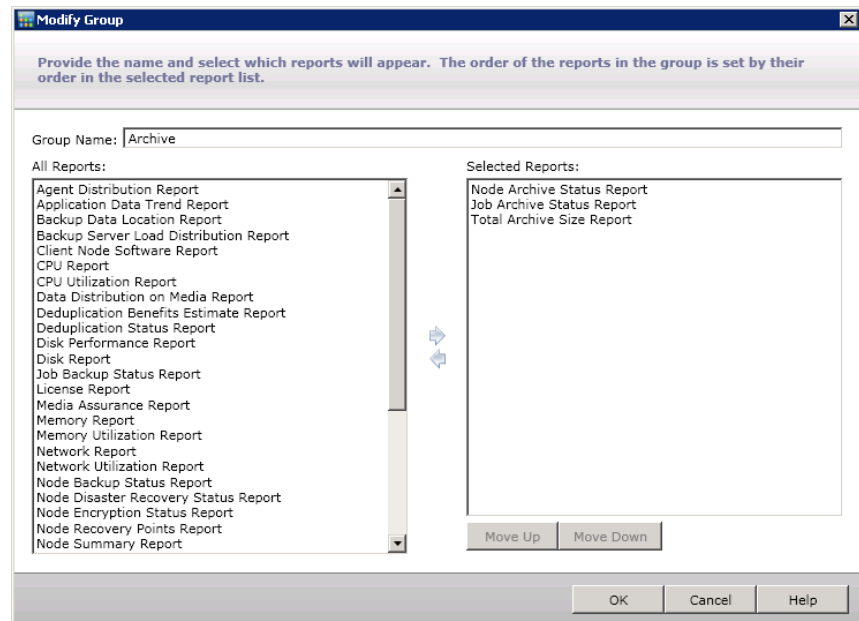 Modify Group
Provide the name and select which reports will appear. The order of the reports in the group is set by their
order in the selected report list.
Group Name: Archive
All Reports:
Agent Distribution Report
Application Data Trend Report
Backup Data Location Report
Backup Server Load Distribution Report
Client Node Software Report
CPU Report
CPU Utilization Report
Data Distribution on Media Report
Deduplication Benefits Estimate Report
Deduplication Status Report
Disk Performance Report
Disk Report
Job Backup Status Report
License Report
Media Assurance Report
Memory Report
Memory Utilization Report
Network Report
Network Utilization Report
Node Backup Status Report
Node Disaster Recovery Status Report
Node Encryption Status Report
Node Recovery Points Report
Node Summary Report
Selected Reports:
Node Archive Status Report
Job Archive Status Report
Total Archive Size Report
Move Up Move Down
OK Cancel Help